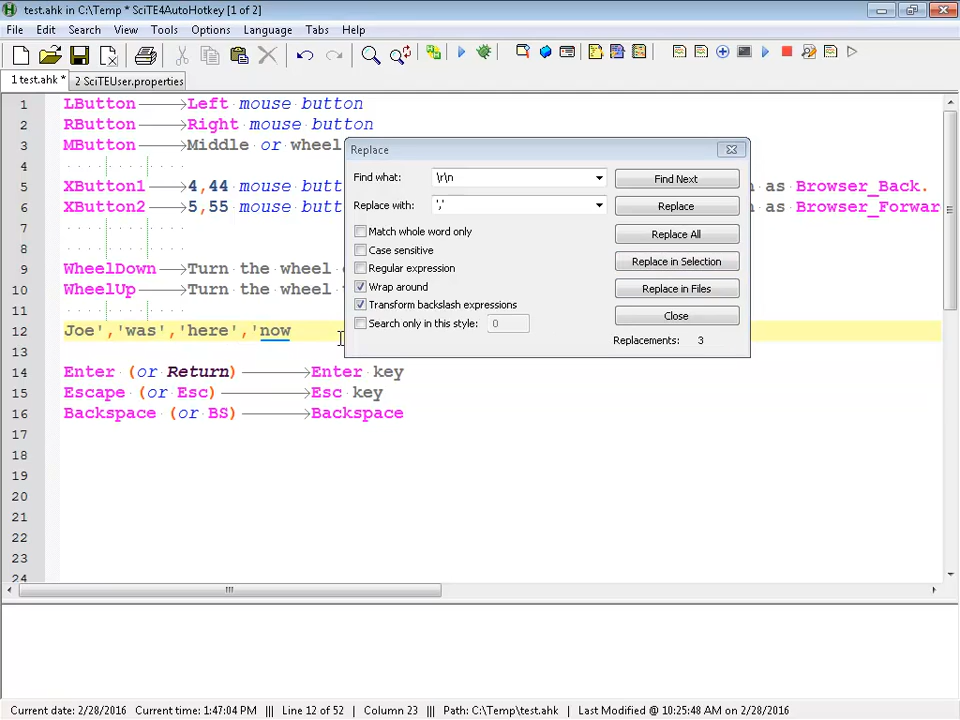 test.ahk in C:\Temp * SciTE4AutoHotkey [1 of 2]
File Edit Search View Tools Options Language Tabs Help
1 test.ahk * 2 SciTEUser.properties
1 LButton Left mouse button
2 RButton Right mouse button
3 MButton Middle or wheel
4
5 XButton1 4,44 mouse butt n as Browser_Back.
6 XButton2 5,55 mouse butt n as Browser_Forwar
7
8
9 WheelDown Turn the wheel
10 WheelUp Turn the wheel
11
12 Joe','was','here','now
13
14 Enter (or Return) Enter key
15 Escape (or Esc) Esc key
16 Backspace (or BS) Backspace
17
18
19
20
21
22
23
24
Replace
Find what: \r\n Find Next
Replace with: ',' Replace
Match whole word only Replace All
Case sensitive
Regular expression Replace in Selection
Wrap around Replace in Files
Transform backslash expressions
Search only in this style: 0 Close
Replacements: 3
Current date: 2/28/2016 Current time: 1:47:04 PM ||| Line 12 of 52 ||| Column 23 ||| Path: C:\Temp\test.ahk ||| Last Modified @ 10:25:48 AM on 2/28/2016